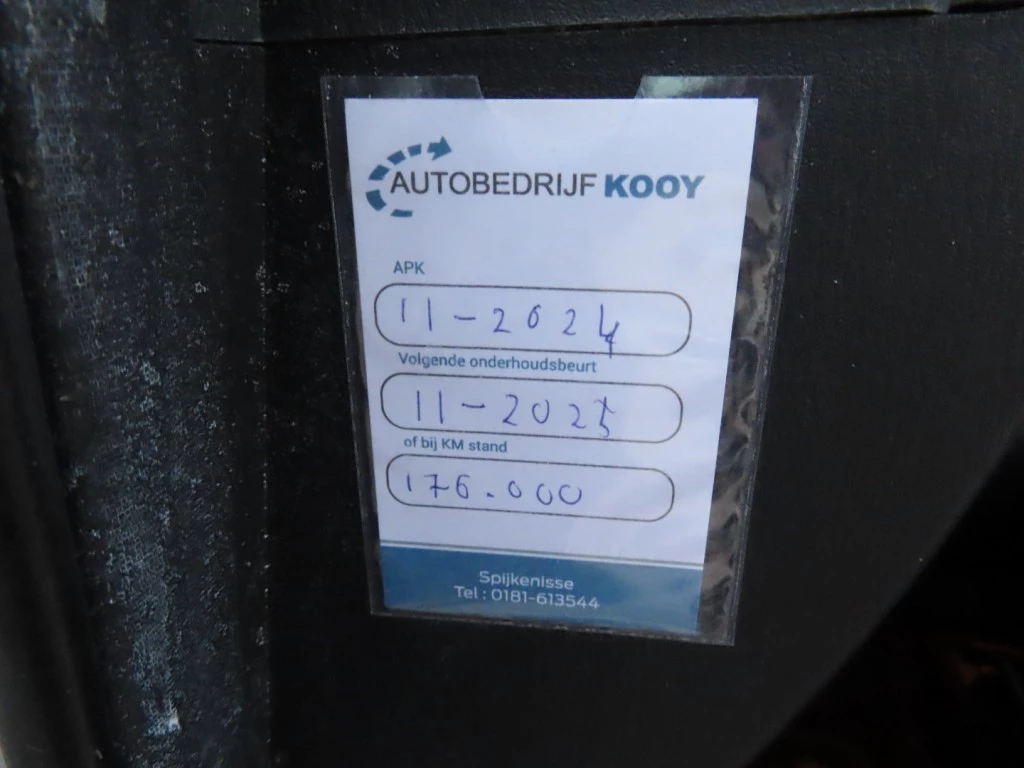 AUTOBEDRIJF KOOY
APK
11-2024
Volgende onderhoudsbeurt
11-2025
of bij KM stand
176.000
Spijkenisse
Tel : 0181-613544